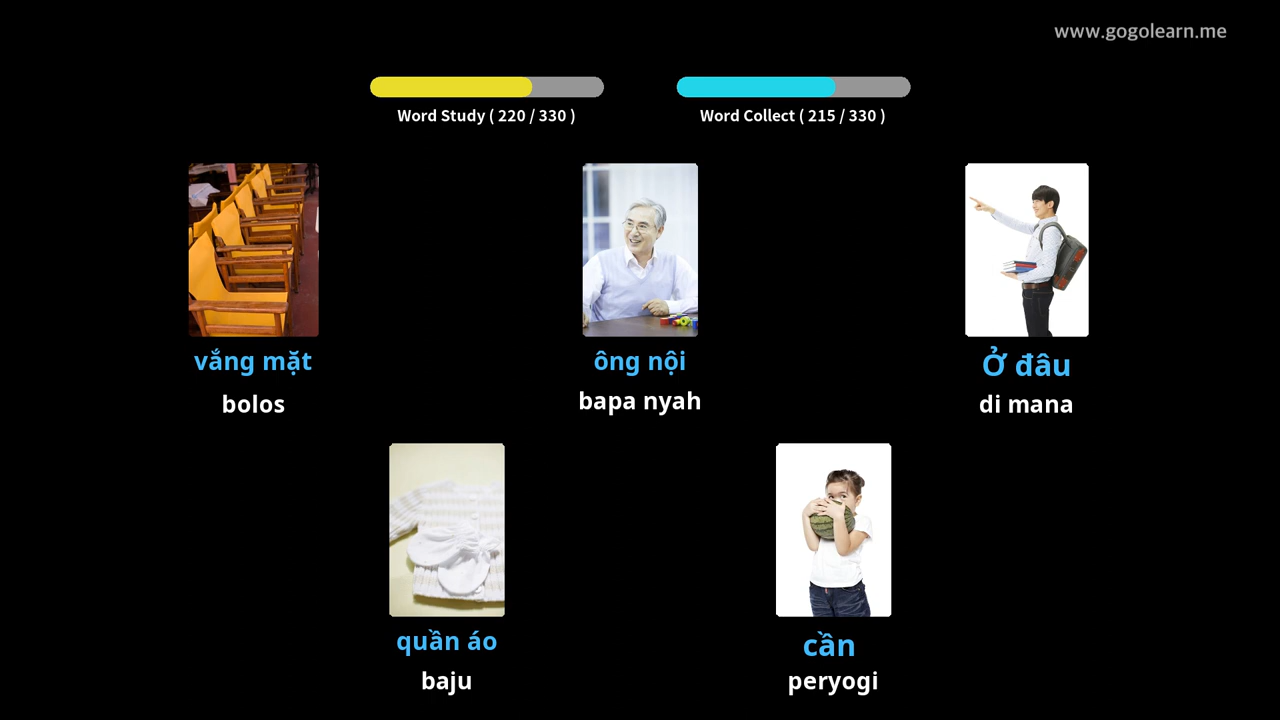 www.gogolearn.me
Word Study ( 220 / 330 )
Word Collect ( 215 / 330 )
vắng mặt
bolos
ông nội
bapa nyah
Ở đâu
di mana
quần áo
baju
cần
peryogi